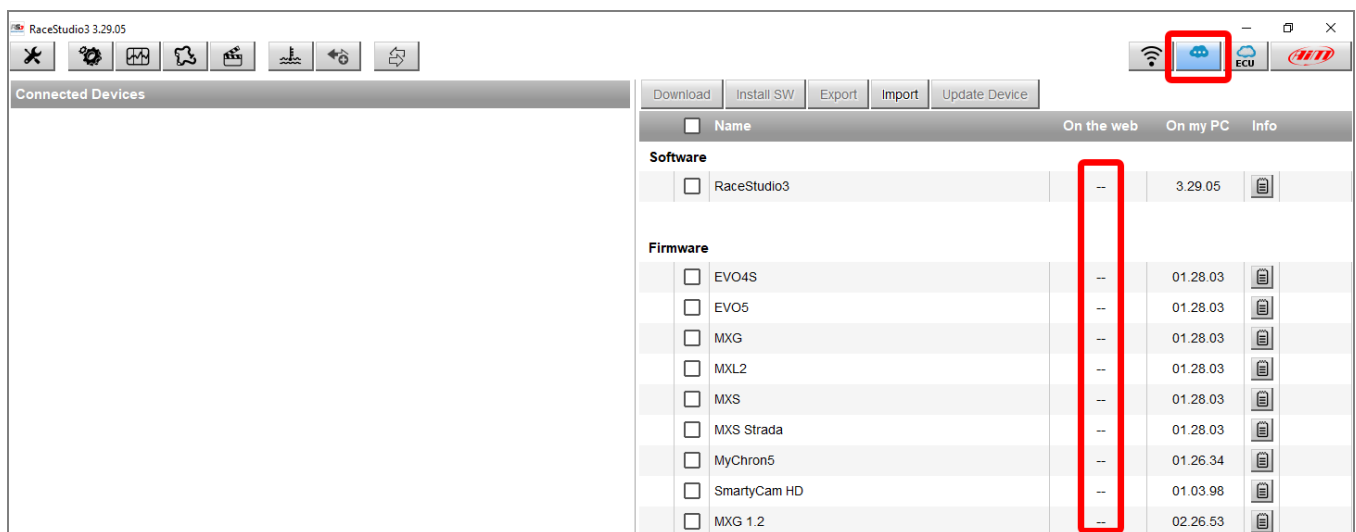 RaceStudio3 3.29.05
ECU
AiM
Connected Devices
Download Install SW Export Import Update Device
Name On the web On my PC Info
Software
RaceStudio3 -- 3.29.05
Firmware
EVO4S -- 01.28.03
EVO5 -- 01.28.03
MXG -- 01.28.03
MXL2 -- 01.28.03
MXS -- 01.28.03
MXS Strada -- 01.28.03
MyChron5 -- 01.26.34
SmartyCam HD -- 01.03.98
MXG 1.2 -- 02.26.53